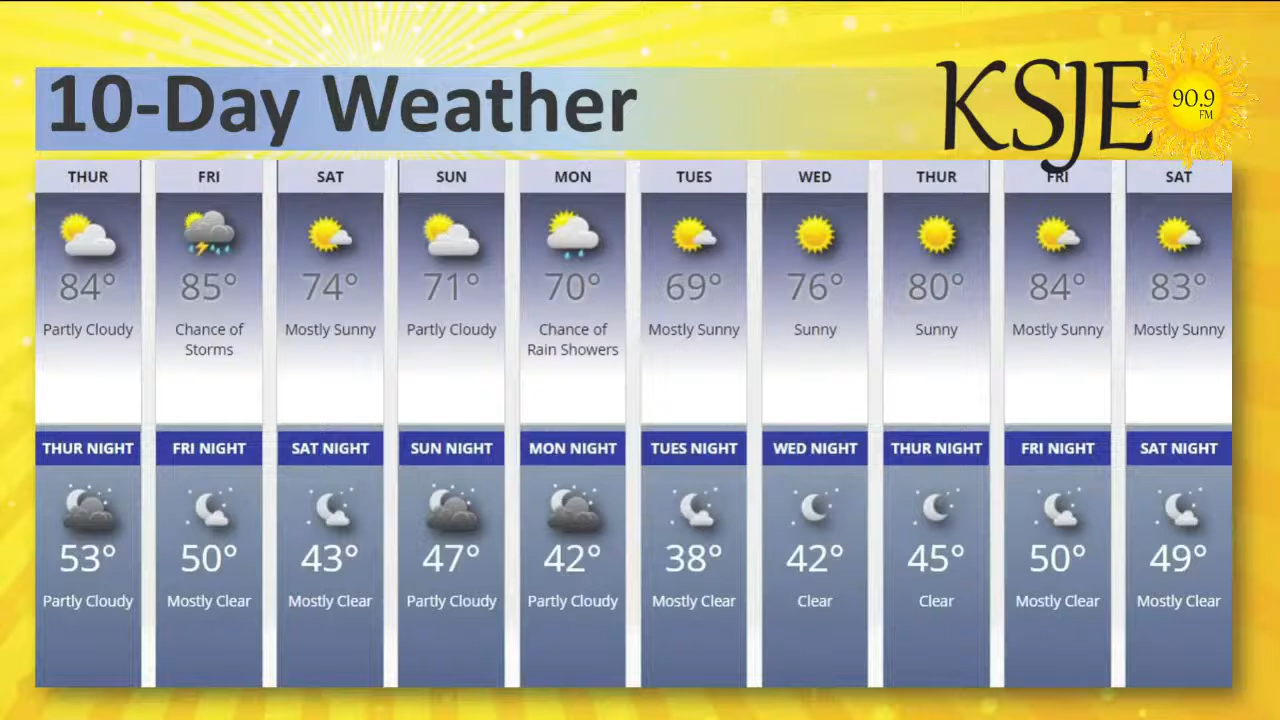 10-Day Weather
KSJE
90.9
FM
THUR FRI SAT SUN MON TUES WED THUR FRI SAT
84° 85° 74° 71° 70° 69° 76° 80° 84° 83°
Partly Cloudy Chance of Mostly Sunny Partly Cloudy Chance of Mostly Sunny Sunny Sunny Mostly Sunny Mostly Sunny
Storms Rain Showers
THUR NIGHT FRI NIGHT SAT NIGHT SUN NIGHT MON NIGHT TUES NIGHT WED NIGHT THUR NIGHT FRI NIGHT SAT NIGHT
53° 50° 43° 47° 42° 38° 42° 45° 50° 49°
Partly Cloudy Mostly Clear Mostly Clear Partly Cloudy Partly Cloudy Mostly Clear Clear Clear Mostly Clear Mostly Clear